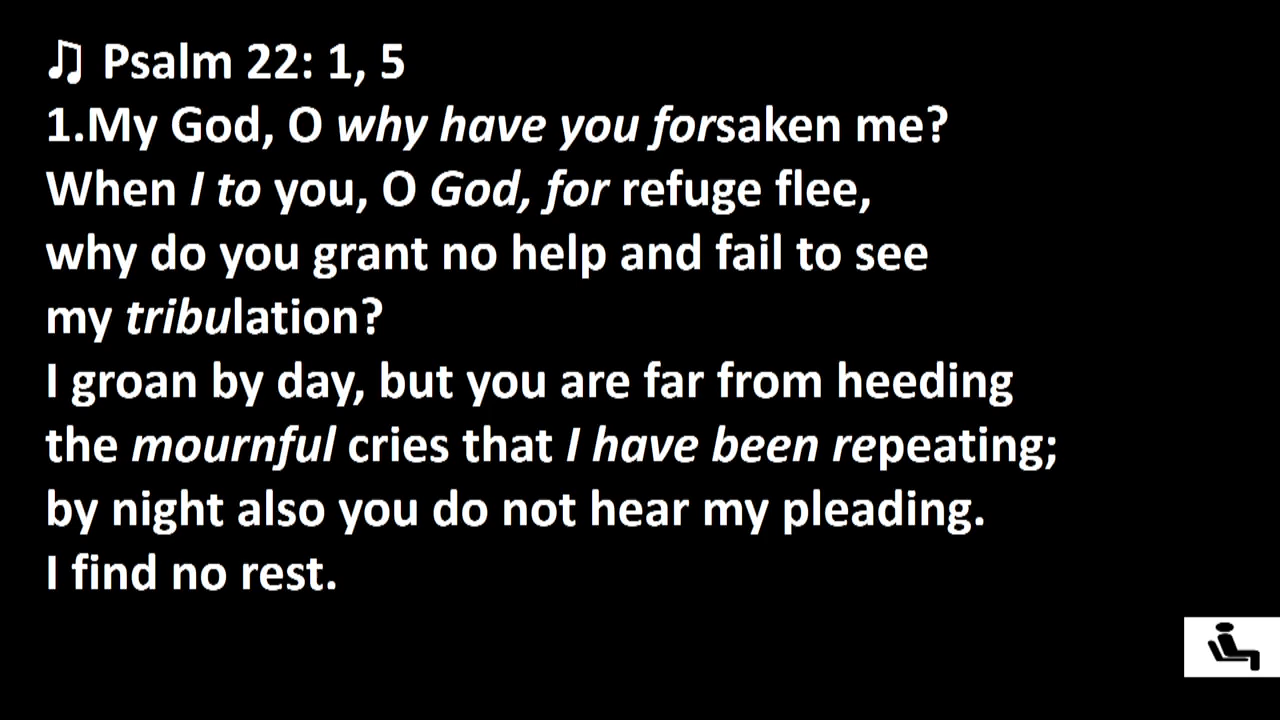 ♫ Psalm 22: 1, 5
1.My God, O why have you forsaken me?
When I to you, O God, for refuge flee,
why do you grant no help and fail to see
my tribulation?
I groan by day, but you are far from heeding
the mournful cries that I have been repeating;
by night also you do not hear my pleading.
I find no rest.